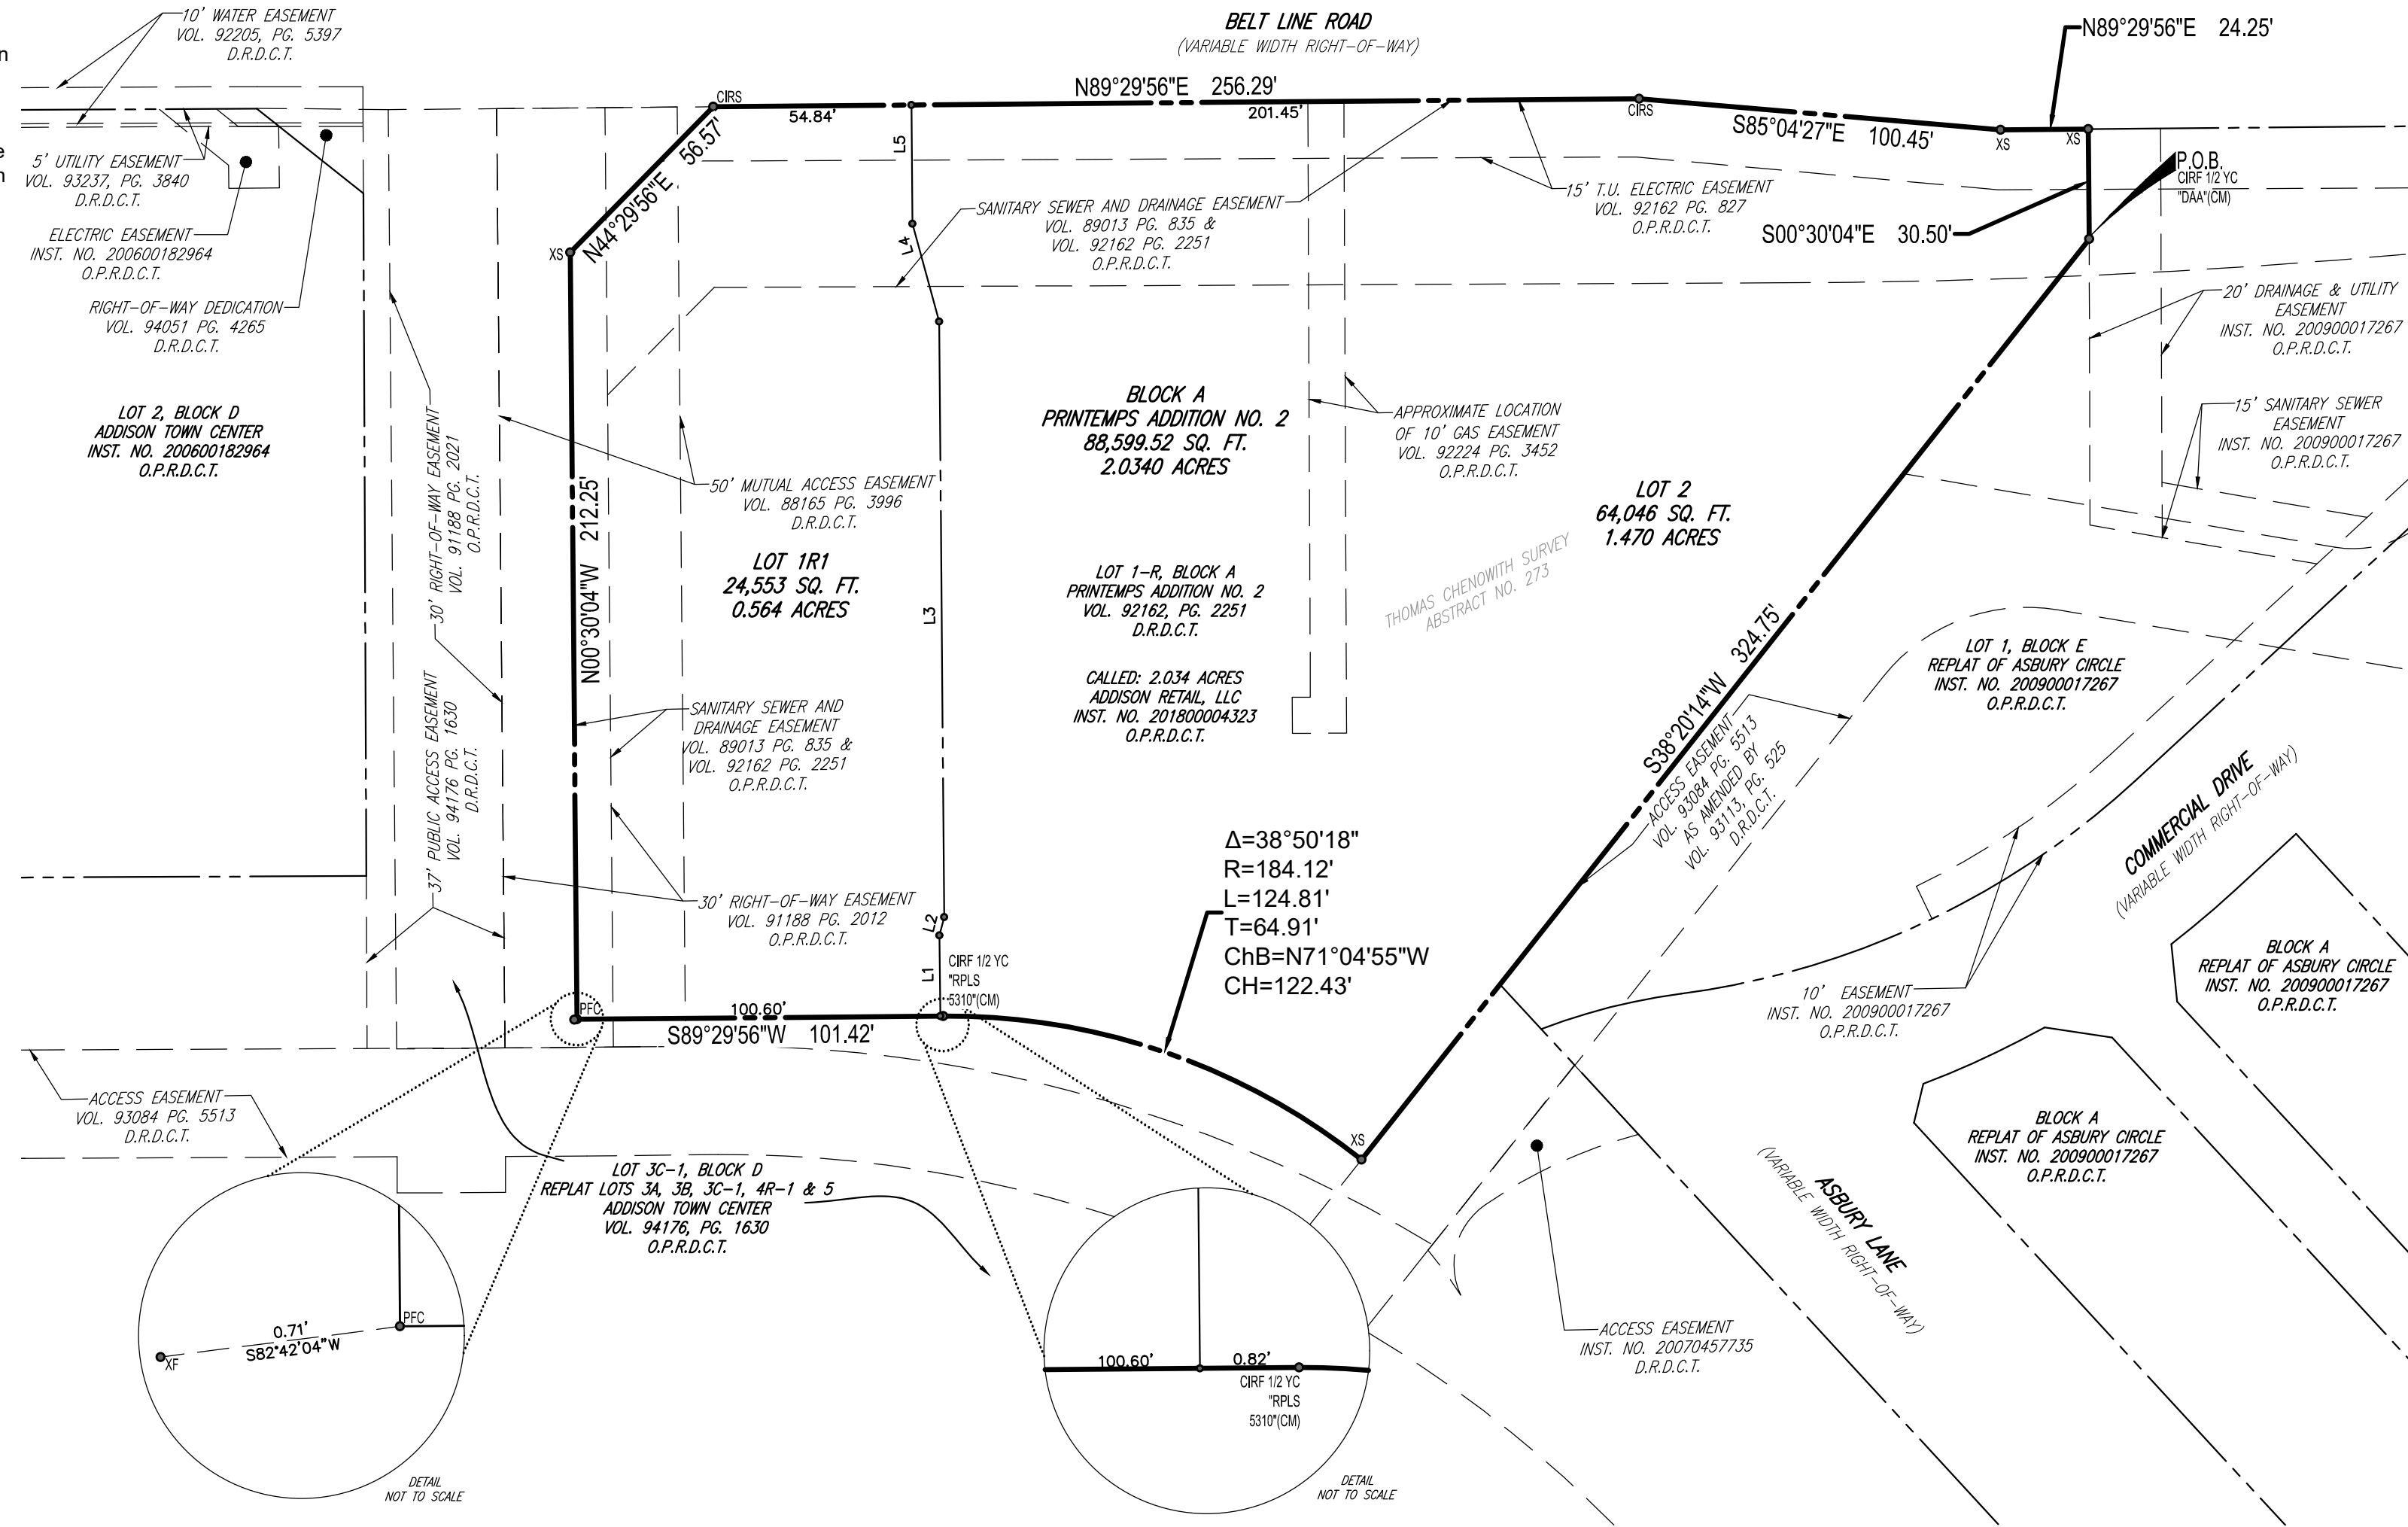 10' WATER EASEMENT
VOL. 92205, PG. 5397
D.R.D.C.T.
n
e
n
BELT LINE ROAD
(VARIABLE WIDTH RIGHT-OF-WAY)
N89°29'56"E 24.25'
N89°29'56"E 256.29'
CIRS
54.84'
201.45'
CIRS
S85°04'27"E 100.45'
XS
XS
P.O.B.
CIRF 1/2 YC
"DAA"(CM)
S00°30'04"E 30.50'
5' UTILITY EASEMENT
VOL. 93237, PG. 3840
D.R.D.C.T.
ELECTRIC EASEMENT
INST. NO. 200600182964
O.P.R.D.C.T.
RIGHT-OF-WAY DEDICATION
VOL. 94051 PG. 4265
D.R.D.C.T.
LOT 2, BLOCK D
ADDISON TOWN CENTER
INST. NO. 200600182964
O.P.R.D.C.T.
XS
N44°29'56"E 56.57'
L5
L4
SANITARY SEWER AND DRAINAGE EASEMENT
VOL. 89013 PG. 835 &
VOL. 92162 PG. 2251
O.P.R.D.C.T.
15' T.U. ELECTRIC EASEMENT
VOL. 92162 PG. 827
O.P.R.D.C.T.
20' DRAINAGE & UTILITY
EASEMENT
INST. NO. 200900017267
O.P.R.D.C.T.
15' SANITARY SEWER
EASEMENT
INST. NO. 200900017267
O.P.R.D.C.T.
30' RIGHT-OF-WAY EASEMENT
VOL. 91188 PG. 2021
O.P.R.D.C.T.
37' PUBLIC ACCESS EASEMENT
VOL. 94176 PG. 1630
D.R.D.C.T.
N00°30'04"W 212.25'
50' MUTUAL ACCESS EASEMENT
VOL. 88165 PG. 3996
D.R.D.C.T.
LOT 1R1
24,553 SQ. FT.
0.564 ACRES
L3
BLOCK A
PRINTEMPS ADDITION NO. 2
88,599.52 SQ. FT.
2.0340 ACRES
APPROXIMATE LOCATION
OF 10' GAS EASEMENT
VOL. 92224 PG. 3452
O.P.R.D.C.T.
LOT 2
64,046 SQ. FT.
1.470 ACRES
LOT 1-R, BLOCK A
PRINTEMPS ADDITION NO. 2
VOL. 92162, PG. 2251
D.R.D.C.T.
THOMAS CHENOWITH SURVEY
ABSTRACT NO. 273
CALLED: 2.034 ACRES
ADDISON RETAIL, LLC
INST. NO. 201800004323
O.P.R.D.C.T.
SANITARY SEWER AND
DRAINAGE EASEMENT
VOL. 89013 PG. 835 &
VOL. 92162 PG. 2251
O.P.R.D.C.T.
S38°20'14"W 324.75'
ACCESS EASEMENT
VOL. 93084 PG. 5513
AS AMENDED BY
VOL. 93113, PG. 525
D.R.D.C.T.
LOT 1, BLOCK E
REPLAT OF ASBURY CIRCLE
INST. NO. 200900017267
O.P.R.D.C.T.
COMMERCIAL DRIVE
(VARIABLE WIDTH RIGHT-OF-WAY)
30' RIGHT-OF-WAY EASEMENT
VOL. 91188 PG. 2012
O.P.R.D.C.T.
L2
L1
CIRF 1/2 YC
"RPLS
5310"(CM)
Δ=38°50'18"
R=184.12'
L=124.81'
T=64.91'
ChB=N71°04'55"W
CH=122.43'
PFC
100.60'
S89°29'56"W 101.42'
XS
10' EASEMENT
INST. NO. 200900017267
O.P.R.D.C.T.
BLOCK A
REPLAT OF ASBURY CIRCLE
INST. NO. 200900017267
O.P.R.D.C.T.
BLOCK A
REPLAT OF ASBURY CIRCLE
INST. NO. 200900017267
O.P.R.D.C.T.
ASBURY LANE
(VARIABLE WIDTH RIGHT-OF-WAY)
ACCESS EASEMENT
VOL. 93084 PG. 5513
D.R.D.C.T.
LOT 3C-1, BLOCK D
REPLAT LOTS 3A, 3B, 3C-1, 4R-1 & 5
ADDISON TOWN CENTER
VOL. 94176, PG. 1630
O.P.R.D.C.T.
PFC
0.71'
S82°42'04"W
XF
DETAIL
NOT TO SCALE
100.60'
0.82'
CIRF 1/2 YC
"RPLS
5310"(CM)
DETAIL
NOT TO SCALE
ACCESS EASEMENT
INST. NO. 20070457735
D.R.D.C.T.